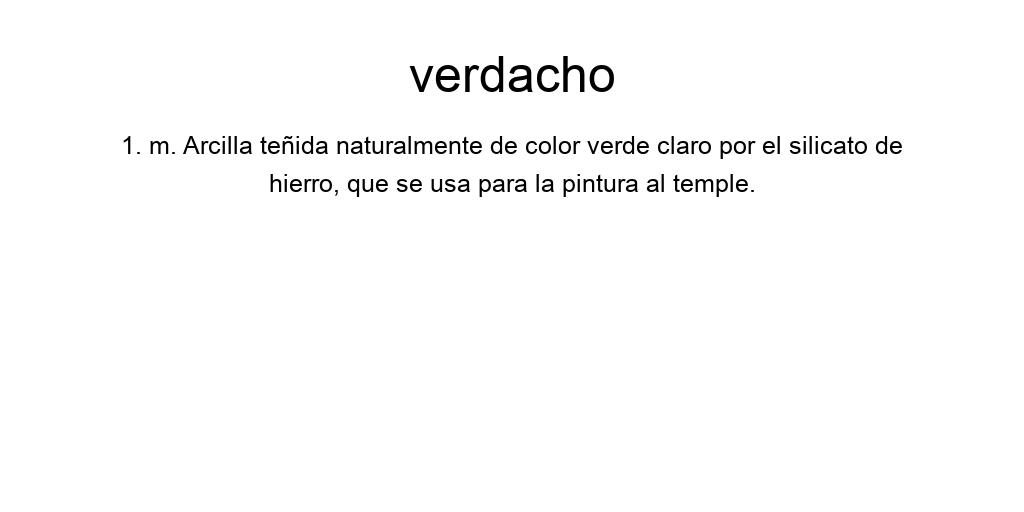 verdacho
1. m. Arcilla teñida naturalmente de color verde claro por el silicato de
hierro, que se usa para la pintura al temple.